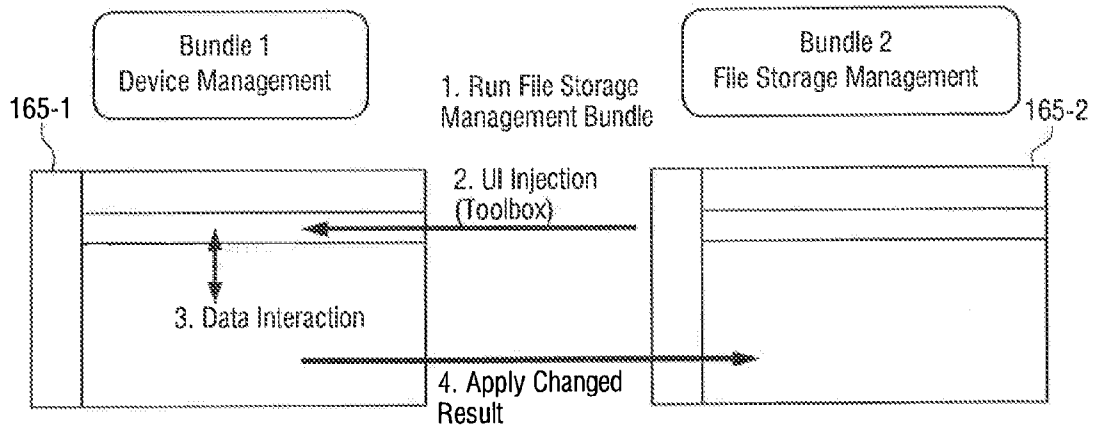 Bundle 1
Device Management
Bundle 2
File Storage Management
1. Run File Storage
Management Bundle
165-1
165-2
2. UI Injection
(Toolbox)
3. Data Interaction
4. Apply Changed
Result